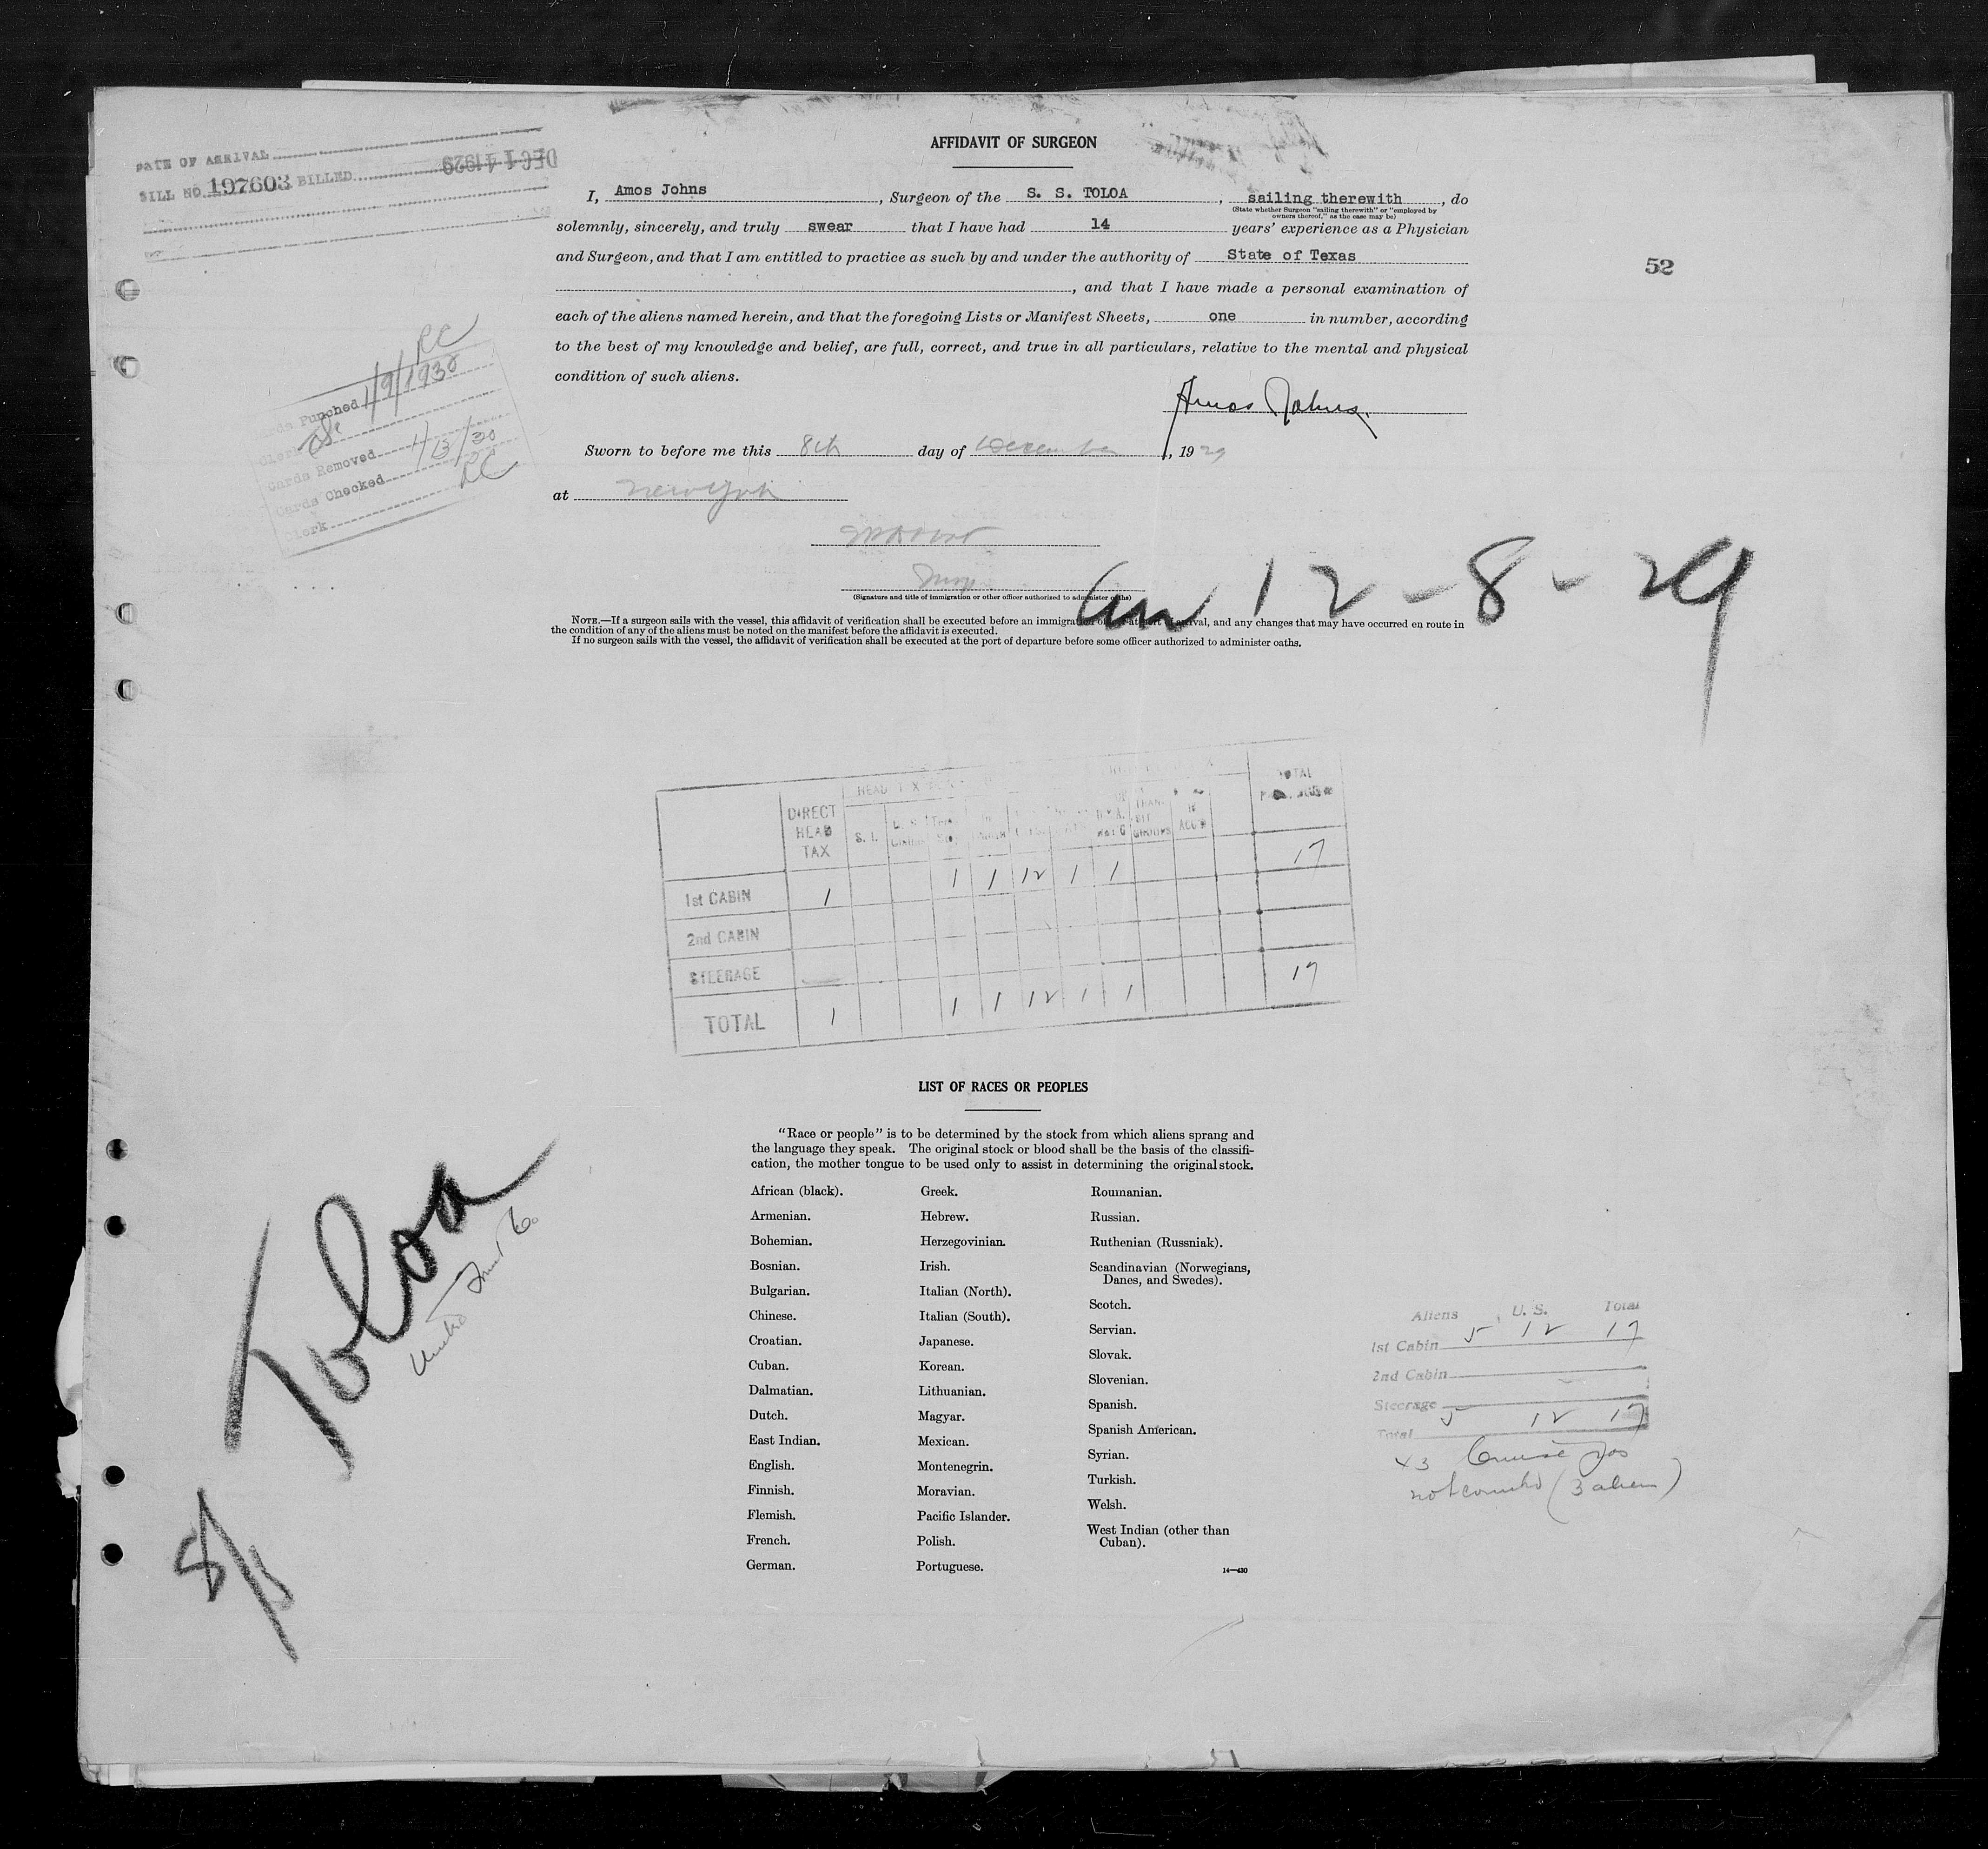 DATE OF ARRIVAL
BILL NO. 197603 BILLED DEC 14 1929
AFFIDAVIT OF SURGEON
I, Amos Johns, Surgeon of the S. S. TOLOA, sailing therewith, do
(State whether Surgeon "sailing therewith" or "employed by
owners thereof," as the case may be)
solemnly, sincerely, and truly swear that I have had 14 years' experience as a Physician
and Surgeon, and that I am entitled to practice as such by and under the authority of State of Texas
52
, and that I have made a personal examination of
each of the aliens named herein, and that the foregoing Lists or Manifest Sheets, one in number, according
to the best of my knowledge and belief, are full, correct, and true in all particulars, relative to the mental and physical
condition of such aliens.
Amos Johns.
RC
Cards Punched 1/9/1930
Clerk
Cards Removed 1/13/30
Cards Checked RC
Clerk
Sworn to before me this 8th day of December, 1929
at New York
Insp.
(Signature and title of immigration or other officer authorized to administer oaths)
Arr 12-8-29
NOTE.—If a surgeon sails with the vessel, this affidavit of verification shall be executed before an immigration officer at port of arrival, and any changes that may have occurred en route in
the condition of any of the aliens must be noted on the manifest before the affidavit is executed.
If no surgeon sails with the vessel, the affidavit of verification shall be executed at the port of departure before some officer authorized to administer oaths.
HEAD TAX
TOTAL
DIRECT HEAD TAX S. I. TRANSIT GROUPS
1st CABIN 1 1 1 12 1 1 17
2nd CABIN
STEERAGE
TOTAL 1 1 1 12 1 1 17
LIST OF RACES OR PEOPLES
"Race or people" is to be determined by the stock from which aliens sprang and
the language they speak. The original stock or blood shall be the basis of the classifi-
cation, the mother tongue to be used only to assist in determining the original stock.
African (black).
Armenian.
Bohemian.
Bosnian.
Bulgarian.
Chinese.
Croatian.
Cuban.
Dalmatian.
Dutch.
East Indian.
English.
Finnish.
Flemish.
French.
German.
Greek.
Hebrew.
Herzegovinian.
Irish.
Italian (North).
Italian (South).
Japanese.
Korean.
Lithuanian.
Magyar.
Mexican.
Montenegrin.
Moravian.
Pacific Islander.
Polish.
Portuguese.
Roumanian.
Russian.
Ruthenian (Russniak).
Scandinavian (Norwegians,
Danes, and Swedes).
Scotch.
Servian.
Slovak.
Slovenian.
Spanish.
Spanish American.
Syrian.
Turkish.
Welsh.
West Indian (other than
Cuban).
14—430
Toloa
United Fruit Co.
Aliens U. S. Total
1st Cabin 5 12 17
2nd Cabin
Steerage
Total 5 12 17
43 Cruise
not counted (3 aliens)